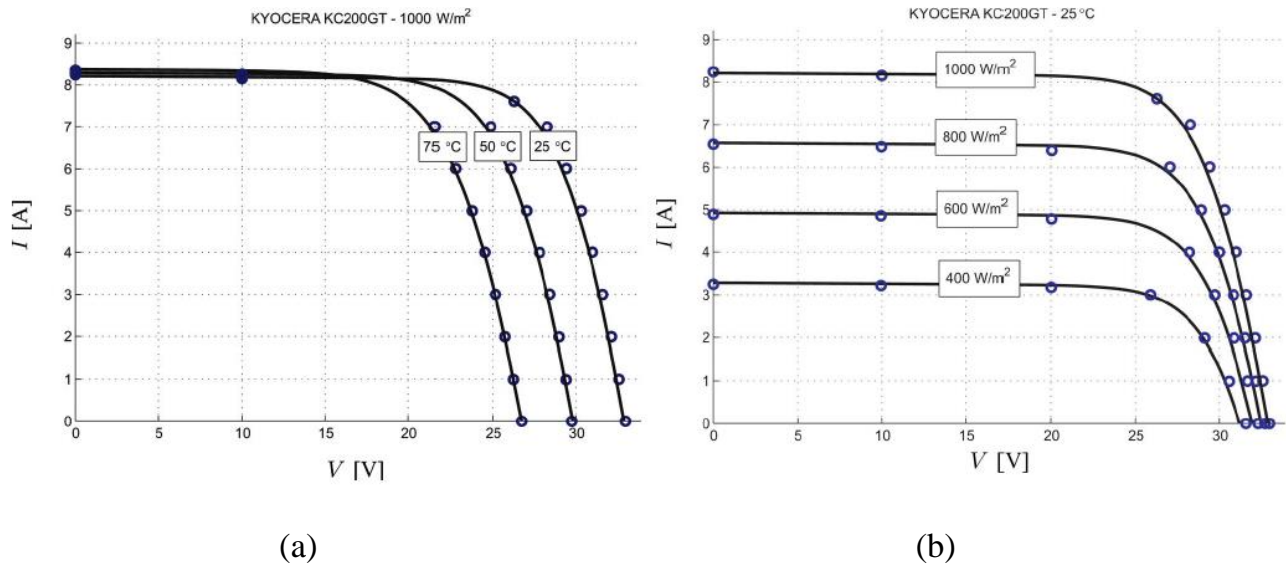 KYOCERA KC200GT - 1000 W/m²
9
8
7
6
5
4
3
2
1
0
I [A]
75 °C
50 °C
25 °C
0
5
10
15
20
25
30
V [V]
(a)
KYOCERA KC200GT - 25 °C
9
8
7
6
5
4
3
2
1
0
I [A]
1000 W/m²
800 W/m²
600 W/m²
400 W/m²
0
5
10
15
20
25
30
V [V]
(b)